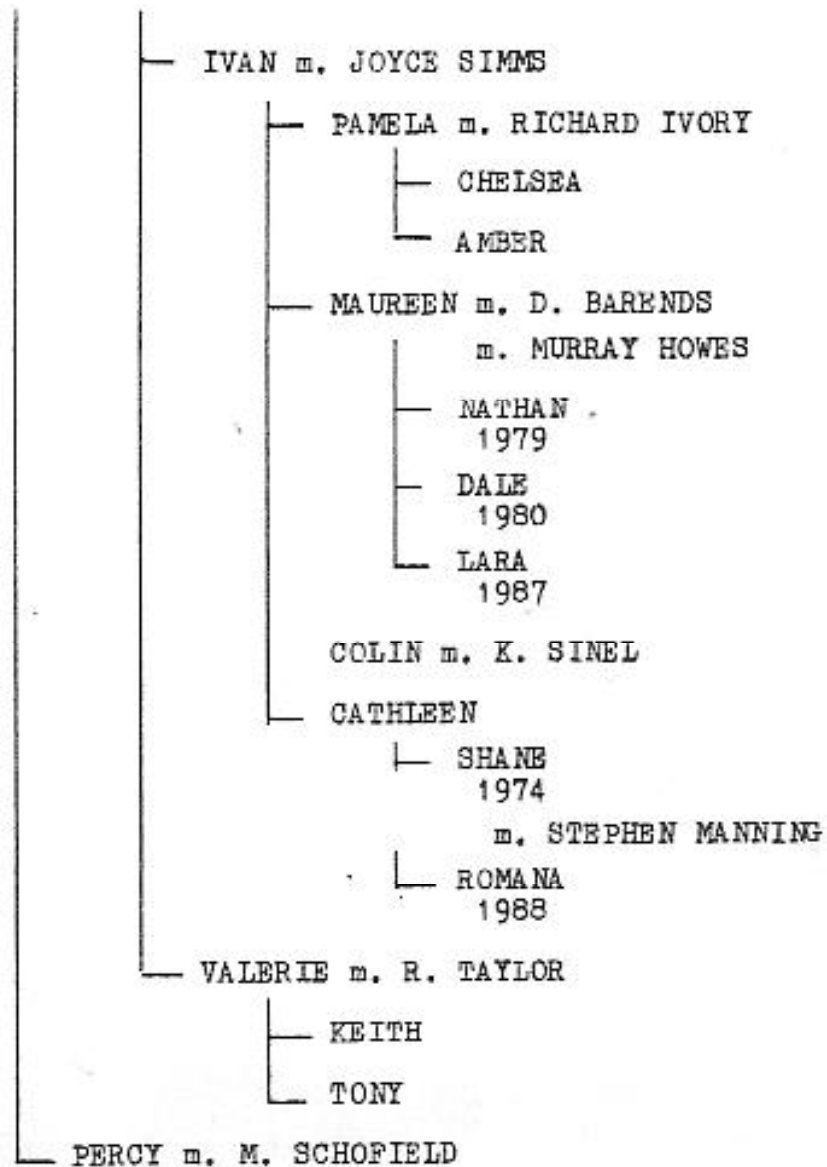 IVAN m. JOYCE SIMMS
PAMELA m. RICHARD IVORY
CHELSEA
AMBER
MAUREEN m. D. BARENDS
m. MURRAY HOWES
NATHAN
1979
DALE
1980
LARA
1987
COLIN m. K. SINEL
CATHLEEN
SHANE
1974
m. STEPHEN MANNING
ROMANA
1988
VALERIE m. R. TAYLOR
KEITH
TONY
PERCY m. M. SCHOFIELD